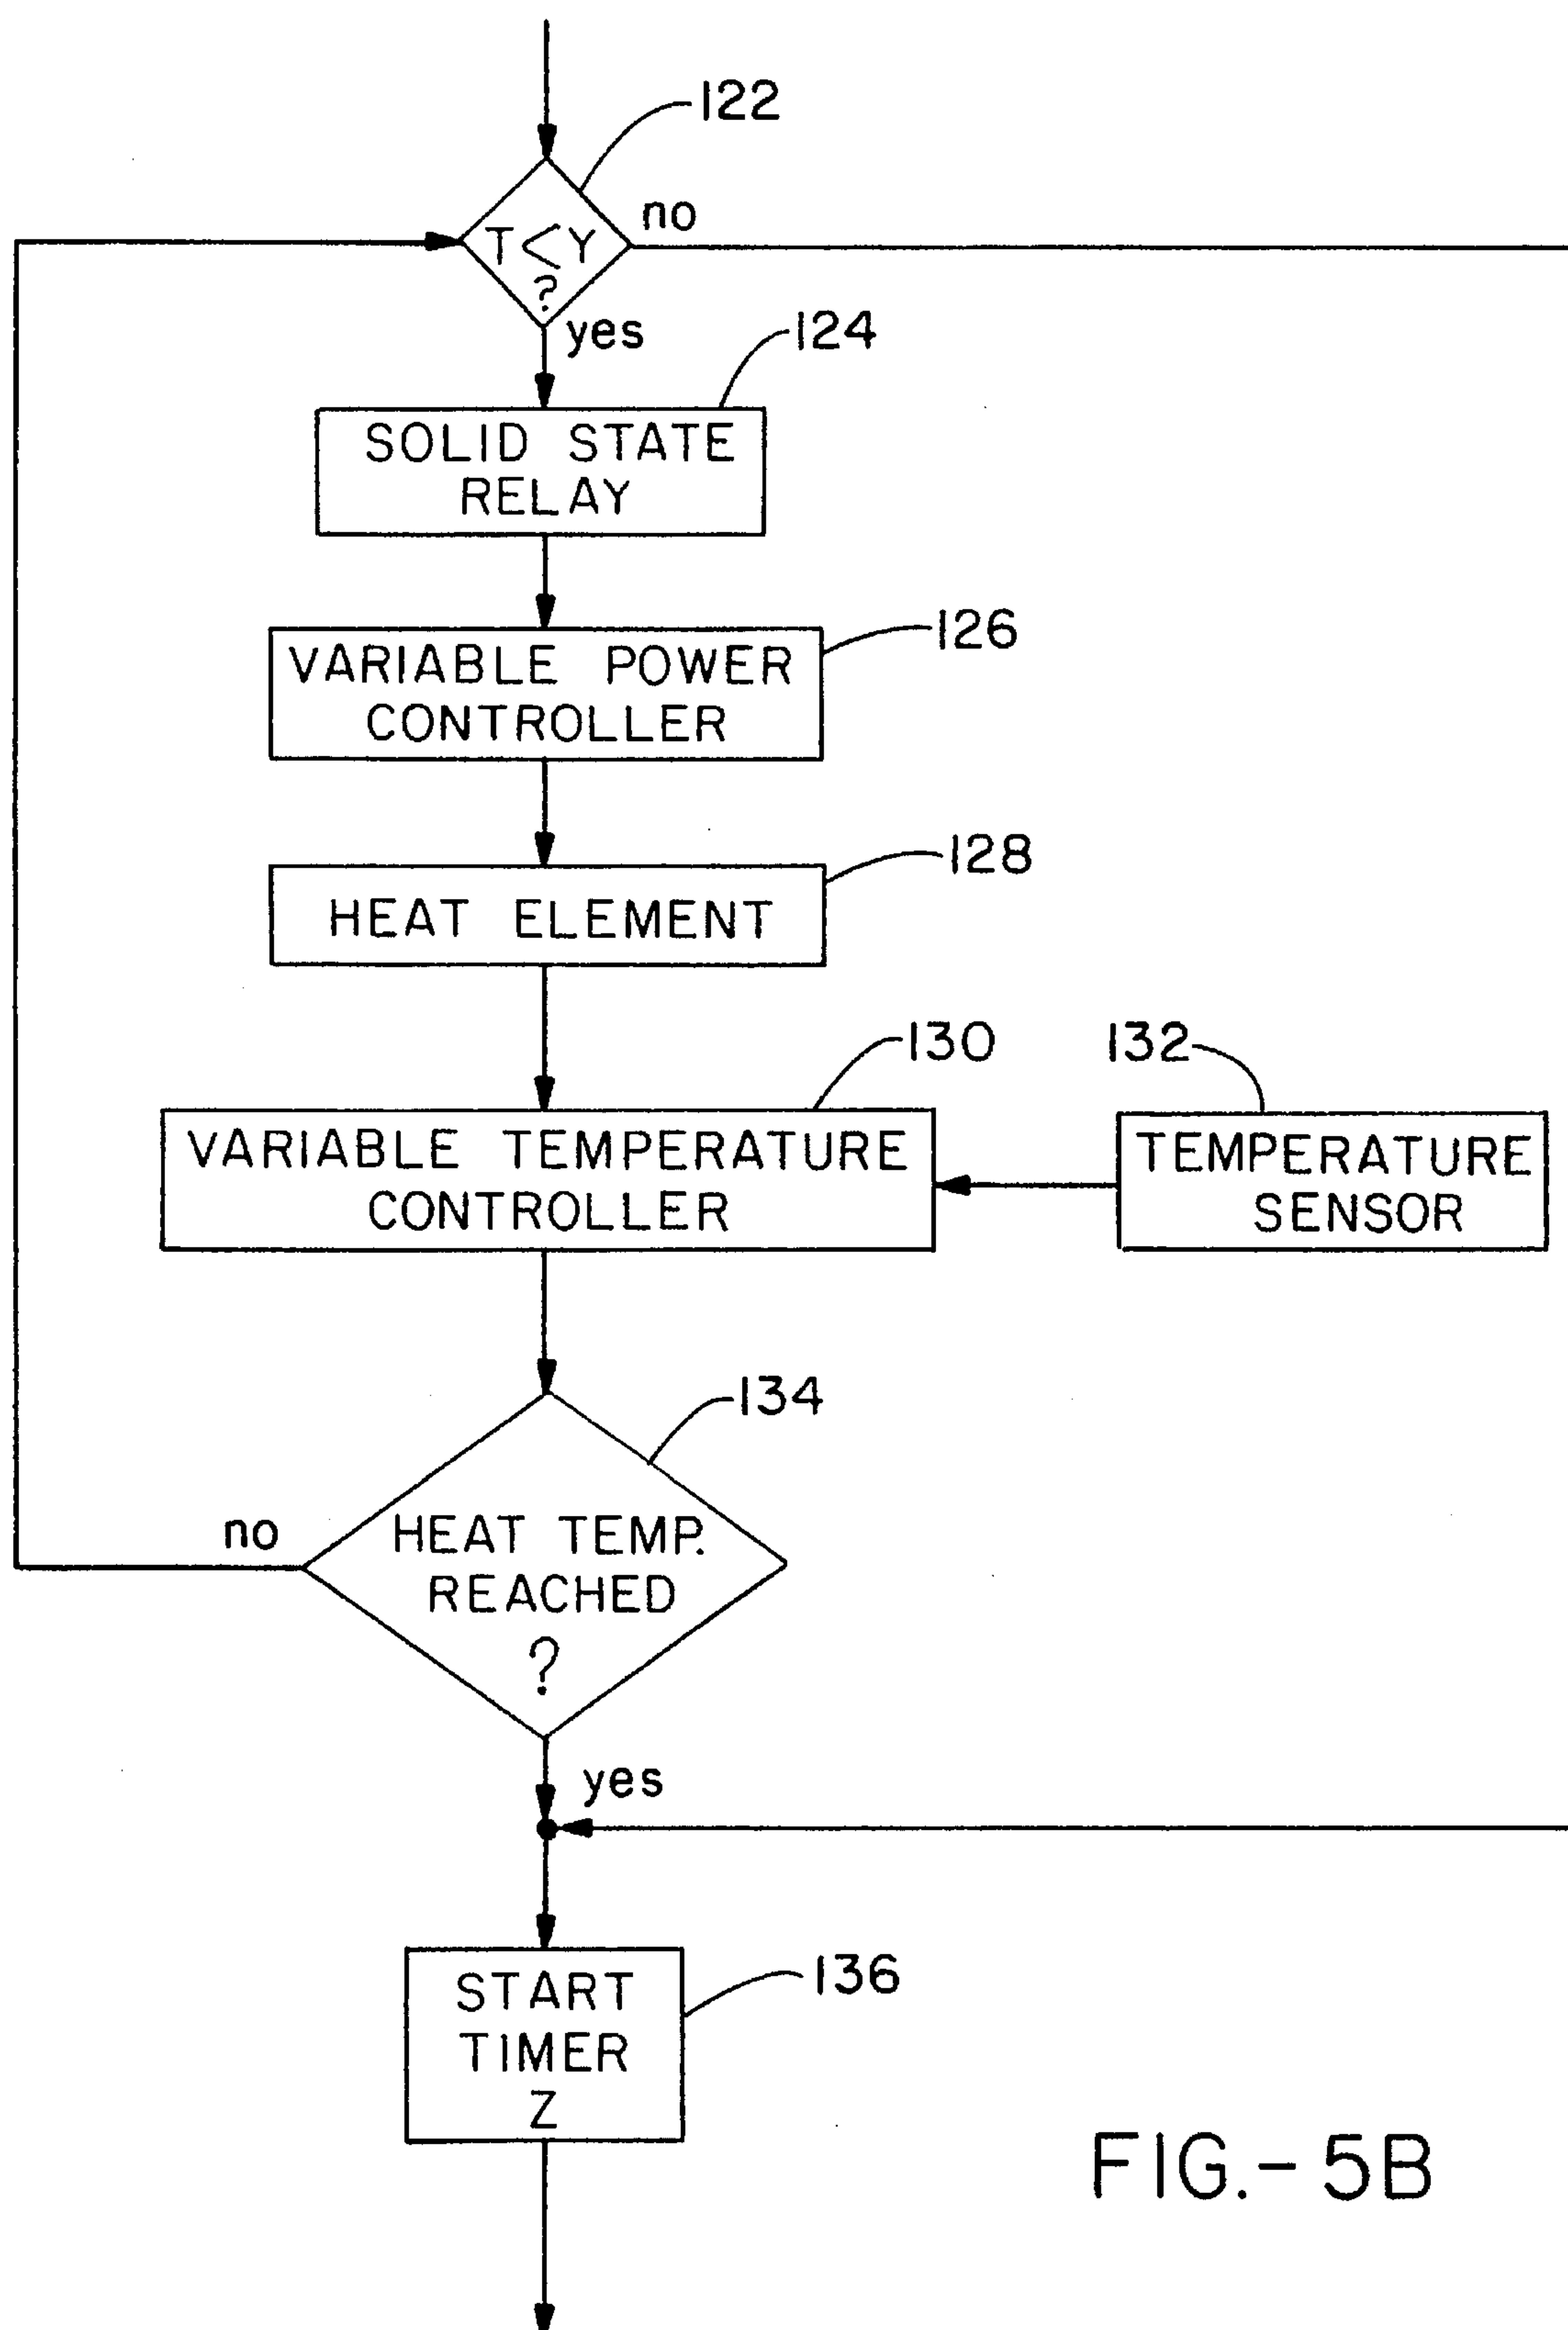 122
no
T<Y
?
yes
124
SOLID STATE
RELAY
126
VARIABLE POWER
CONTROLLER
128
HEAT ELEMENT
130
132
VARIABLE TEMPERATURE
CONTROLLER
TEMPERATURE
SENSOR
134
no
HEAT TEMP.
REACHED
?
yes
136
START
TIMER
Z
FIG.-5B